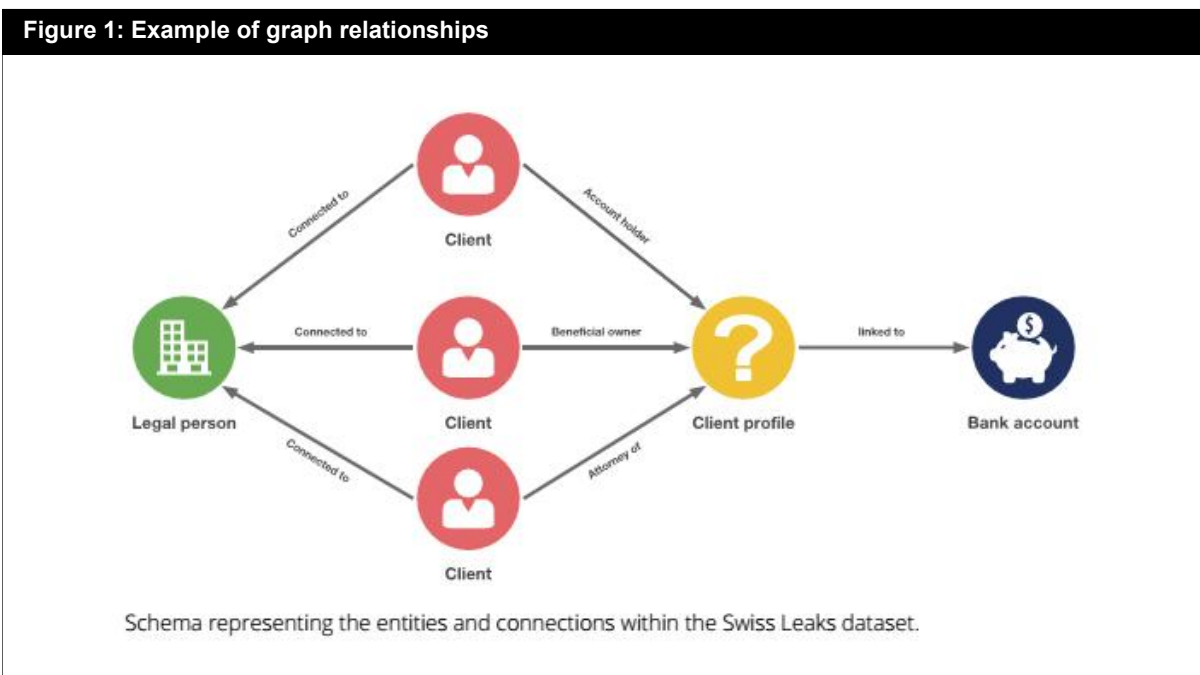 Figure 1: Example of graph relationships
Connected to
Account holder
Client
Connected to
Beneficial owner
linked to
$
Legal person
Client
Client profile
Bank account
Connected to
Attorney of
Client
Schema representing the entities and connections within the Swiss Leaks dataset.